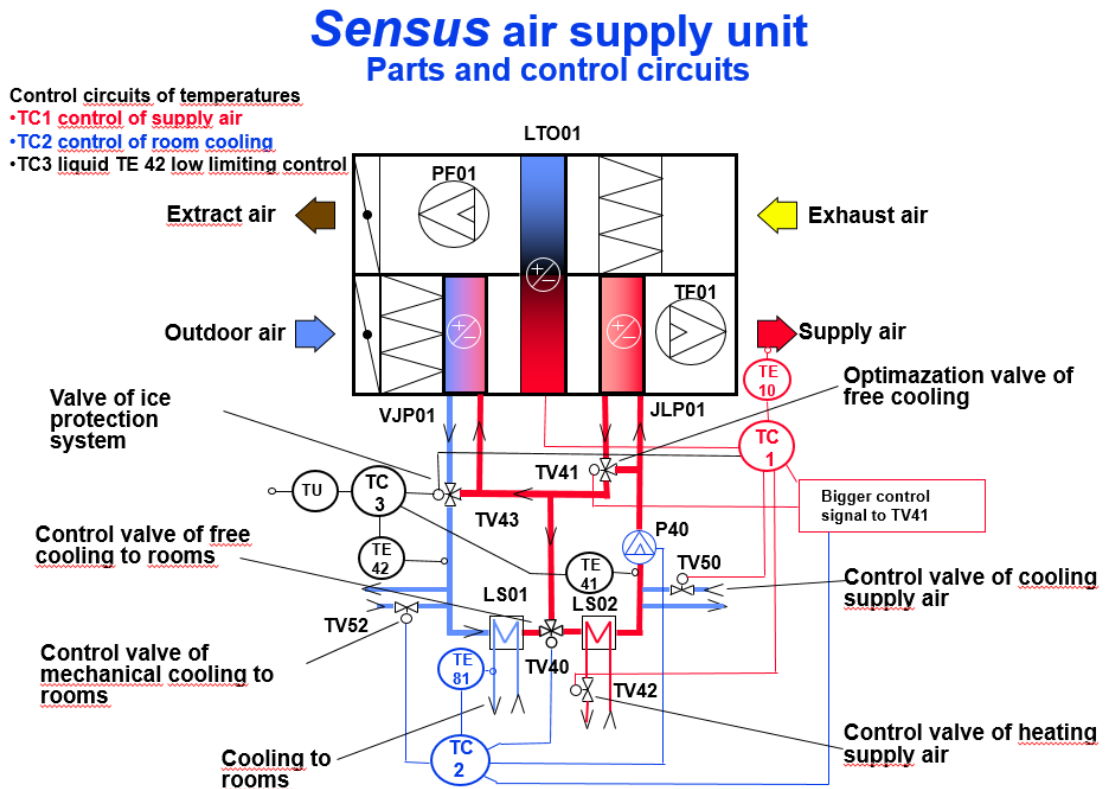 Sensus air supply unit
Parts and control circuits
Control circuits of temperatures
•TC1 control of supply air
•TC2 control of room cooling
•TC3 liquid TE 42 low limiting control
LTO01
PF01
Extract air
Exhaust air
TF01
Outdoor air
Supply air
TE
10
Optimazation valve of
free cooling
Valve of ice
protection
system
VJP01
JLP01
TC
1
TV41
TU
TC
3
TV43
Bigger control
signal to TV41
P40
Control valve of free
cooling to rooms
TE
42
TE
41
TV50
Control valve of cooling
supply air
LS01
LS02
TV52
TV40
Control valve of
mechanical cooling to
rooms
TE
81
TV42
Control valve of heating
supply air
Cooling to
rooms
TC
2